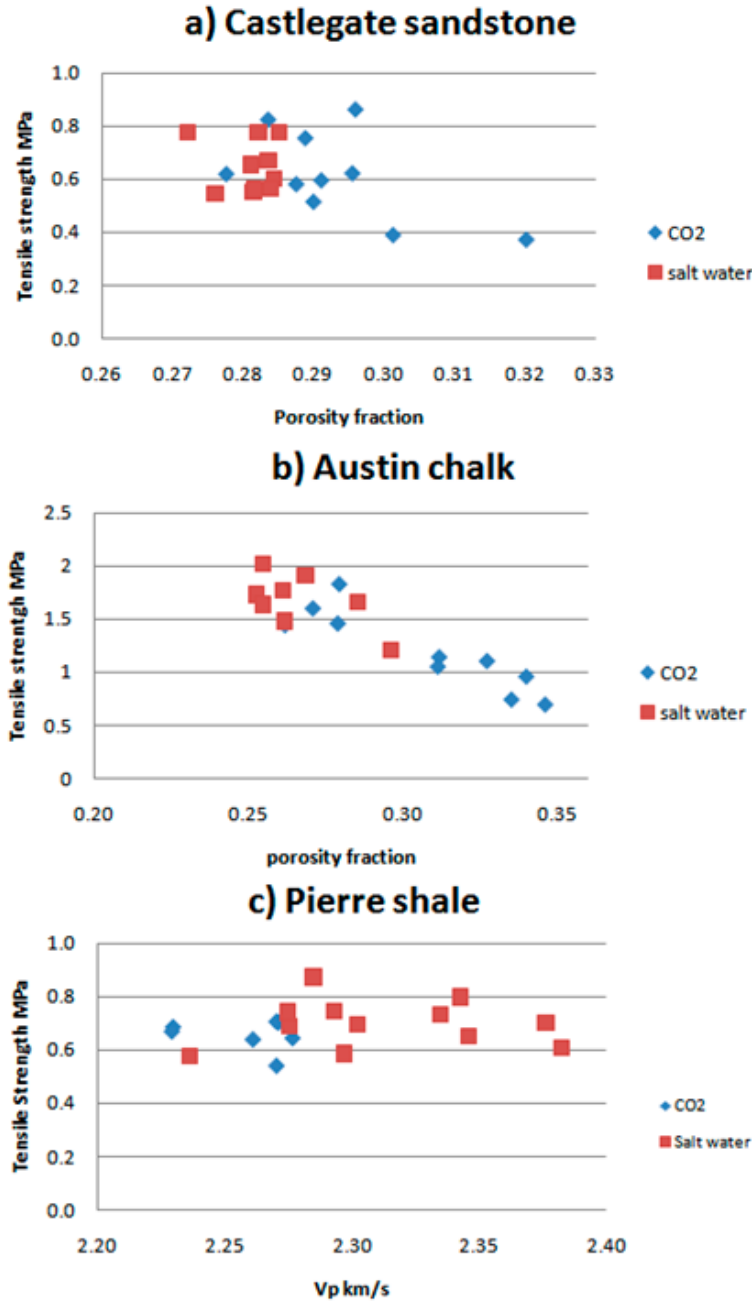 a) Castlegate sandstone
1.0
0.8
0.6
0.4
0.2
0.0
Tensile strength MPa
0.26 0.27 0.28 0.29 0.30 0.31 0.32 0.33
Porosity fraction
CO2
salt water
b) Austin chalk
2.5
2
1.5
1
0.5
0
Tensile strentgh MPa
0.20 0.25 0.30 0.35
porosity fraction
CO2
salt water
c) Pierre shale
1.0
0.8
0.6
0.4
0.2
0.0
Tensile Strength MPa
2.20 2.25 2.30 2.35 2.40
Vp km/s
CO2
Salt water